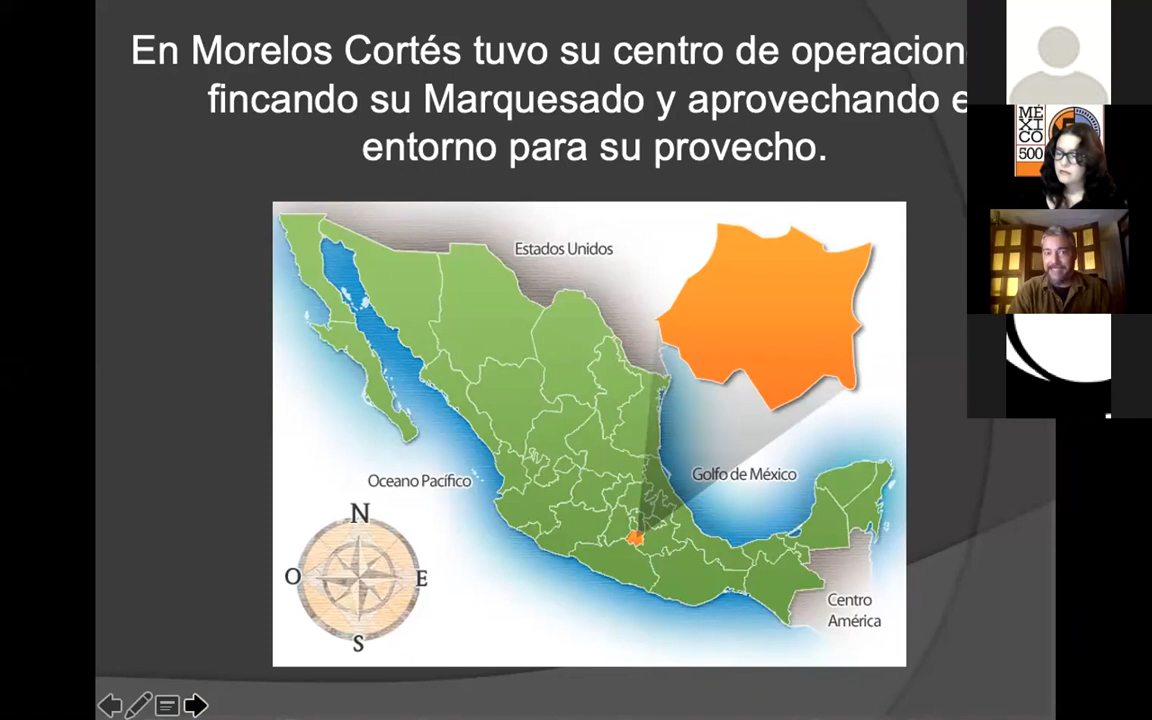 En Morelos Cortés tuvo su centro de
fincando su Marquesado y aprovechando
entorno para su provecho.
MÉ
XI
CO
500
Estados Unidos
Golfo de México
Oceano Pacífico
N
O
E
S
Centro
América